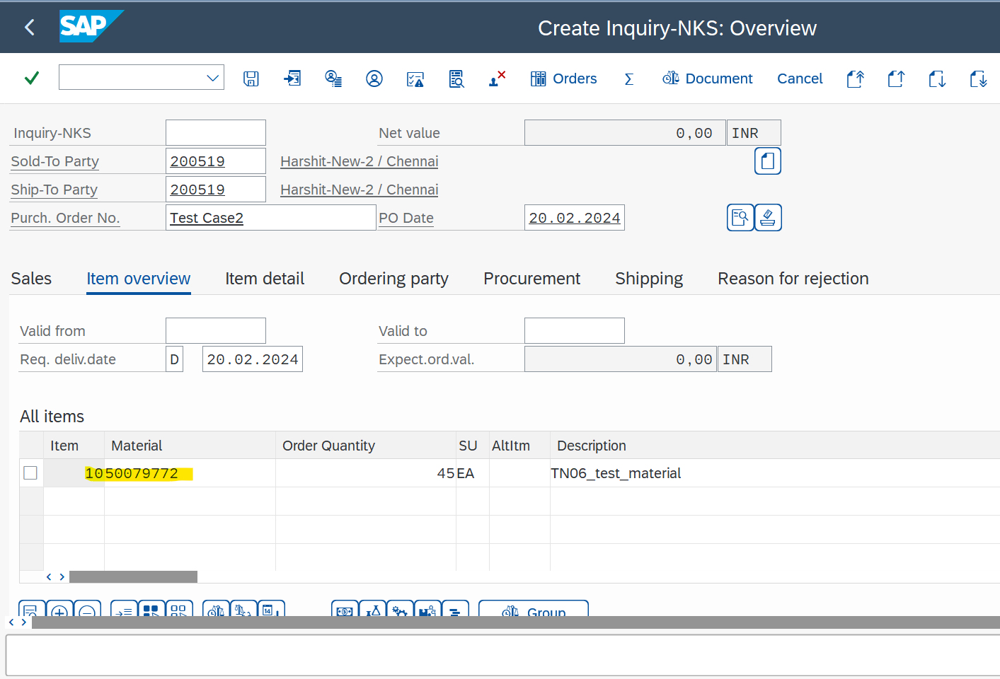 SAP Create Inquiry-NKS: Overview
Orders Σ Document Cancel
Inquiry-NKS Net value 0,00 INR
Sold-To Party 200519 Harshit-New-2 / Chennai
Ship-To Party 200519 Harshit-New-2 / Chennai
Purch. Order No. Test Case2 PO Date 20.02.2024
Sales Item overview Item detail Ordering party Procurement Shipping Reason for rejection
Valid from Valid to
Req. deliv.date D 20.02.2024 Expect.ord.val. 0,00 INR
All items
Item Material Order Quantity SU AltItm Description
10 50079772 45 EA TN06_test_material
14 Group